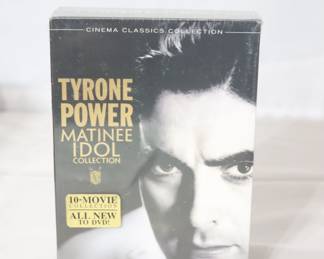 CINEMA CLASSICS COLLECTION
TYRONE
POWER
MATINEE
IDOL
COLLECTION
10-MOVIE
COLLECTION
ALL NEW
TO DVD!